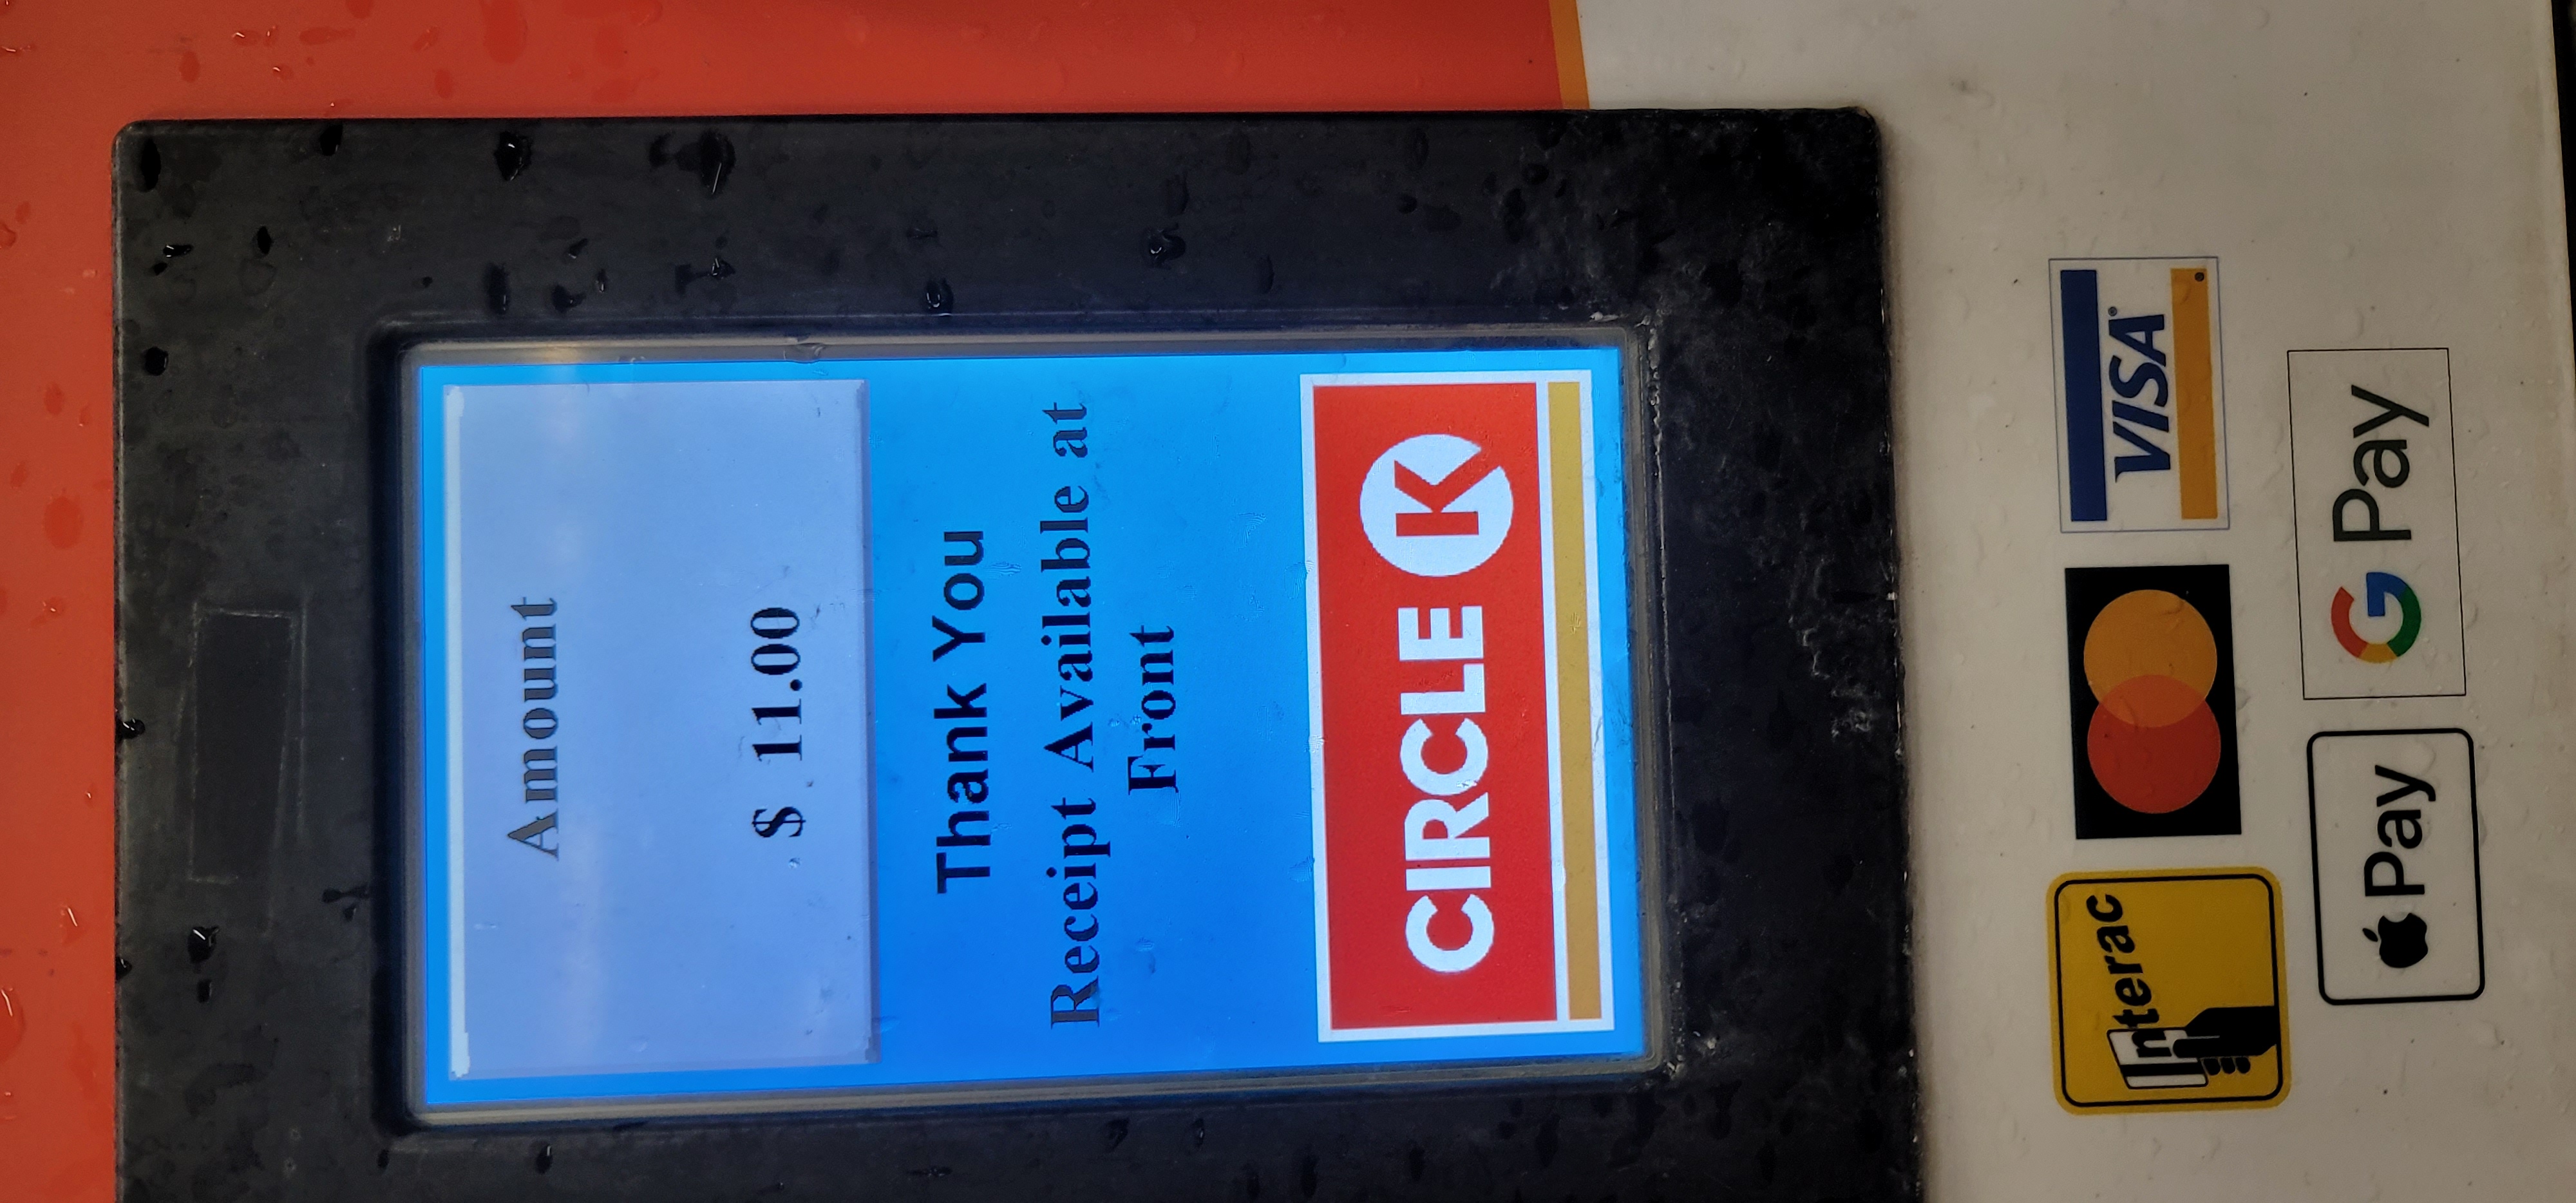 Amount
$ 11.00
Thank You
Receipt Available at
Front
CIRCLE K
Interac
VISA®
Pay
G Pay